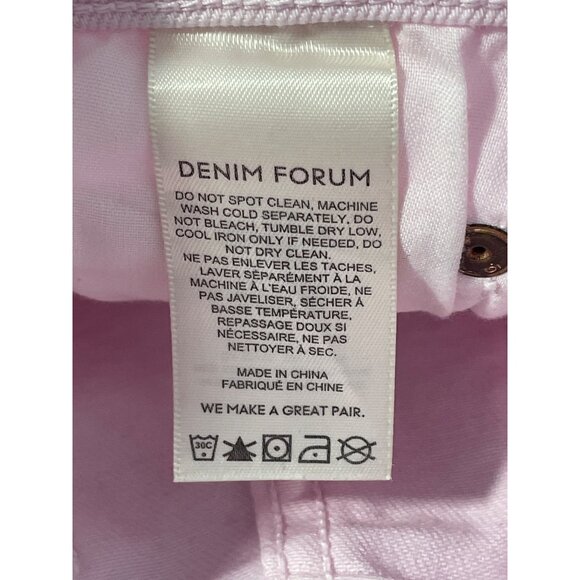 DENIM FORUM
DO NOT SPOT CLEAN, MACHINE
WASH COLD SEPARATELY, DO
NOT BLEACH, TUMBLE DRY LOW,
COOL IRON ONLY IF NEEDED, DO
NOT DRY CLEAN.
NE PAS ENLEVER LES TACHES,
LAVER SÉPARÉMENT À LA
MACHINE À L'EAU FROIDE, NE
PAS JAVELISER, SÉCHER À
BASSE TEMPÉRATURE,
REPASSAGE DOUX SI
NÉCESSAIRE, NE PAS
NETTOYER À SEC.
MADE IN CHINA
FABRIQUÉ EN CHINE
WE MAKE A GREAT PAIR.
30C